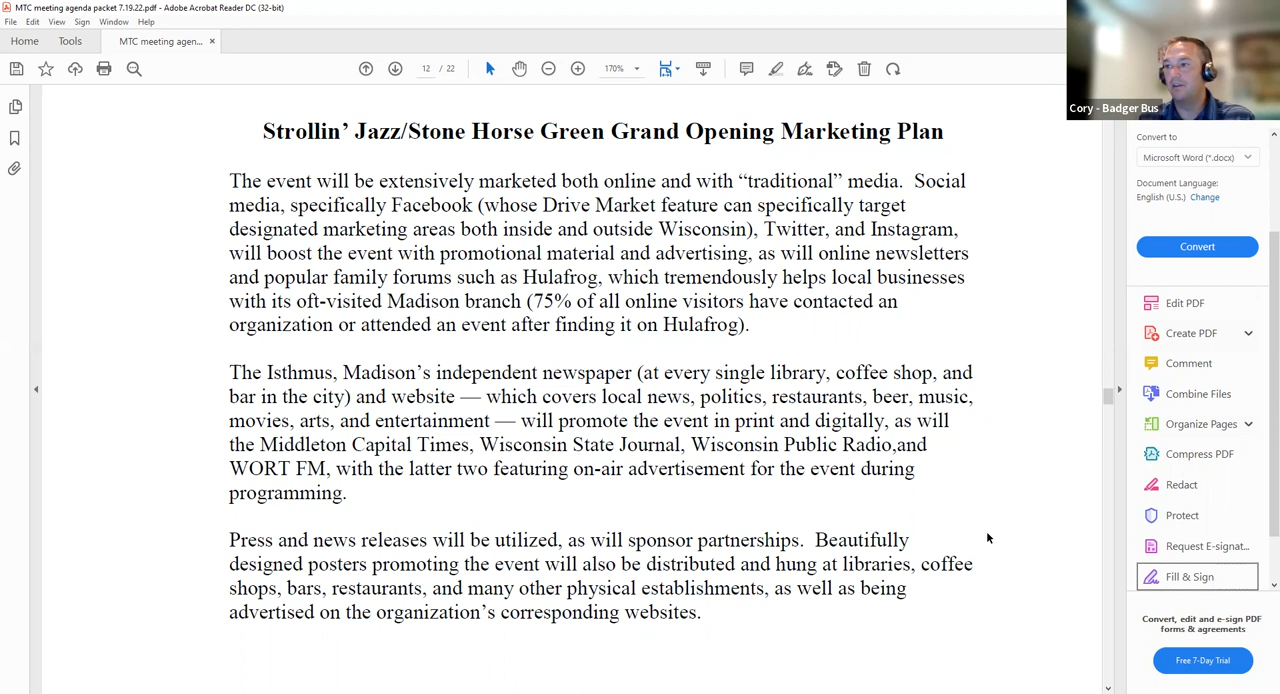 MTC meeting agenda packet 7.19.22.pdf - Adobe Acrobat Reader DC (32-bit)
File Edit View Sign Window Help
Home Tools MTC meeting agen... ×
12 / 22 170%
Cory - Badger Bus
Strollin’ Jazz/Stone Horse Green Grand Opening Marketing Plan
The event will be extensively marketed both online and with “traditional” media. Social
media, specifically Facebook (whose Drive Market feature can specifically target
designated marketing areas both inside and outside Wisconsin), Twitter, and Instagram,
will boost the event with promotional material and advertising, as will online newsletters
and popular family forums such as Hulafrog, which tremendously helps local businesses
with its oft-visited Madison branch (75% of all online visitors have contacted an
organization or attended an event after finding it on Hulafrog).
The Isthmus, Madison’s independent newspaper (at every single library, coffee shop, and
bar in the city) and website — which covers local news, politics, restaurants, beer, music,
movies, arts, and entertainment — will promote the event in print and digitally, as will
the Middleton Capital Times, Wisconsin State Journal, Wisconsin Public Radio,and
WORT FM, with the latter two featuring on-air advertisement for the event during
programming.
Press and news releases will be utilized, as will sponsor partnerships. Beautifully
designed posters promoting the event will also be distributed and hung at libraries, coffee
shops, bars, restaurants, and many other physical establishments, as well as being
advertised on the organization’s corresponding websites.
Convert to
Microsoft Word (*.docx)
Document Language:
English (U.S.) Change
Convert
Edit PDF
Create PDF
Comment
Combine Files
Organize Pages
Compress PDF
Redact
Protect
Request E-signat...
Fill & Sign
Convert, edit and e-sign PDF
forms & agreements
Free 7-Day Trial